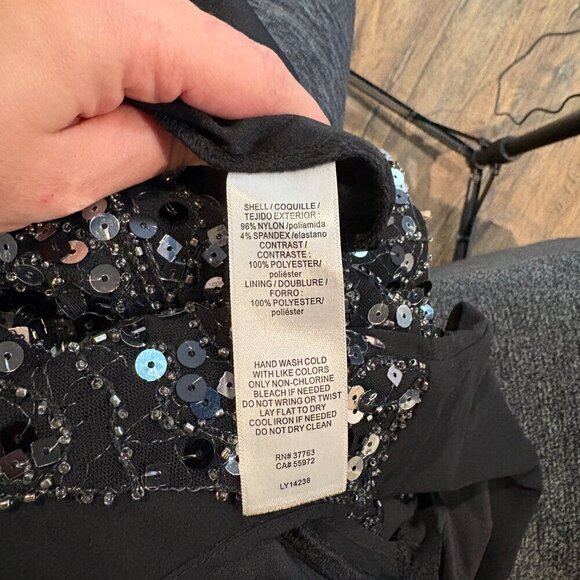 SHELL / COQUILLE /
TEJIDO EXTERIOR :
96% NYLON /poliamida
4% SPANDEX /elastano
CONTRAST /
CONTRASTE :
100% POLYESTER/
poliéster
LINING / DOUBLURE /
FORRO :
100% POLYESTER/
poliéster
HAND WASH COLD
WITH LIKE COLORS
ONLY NON-CHLORINE
BLEACH IF NEEDED
DO NOT WRING OR TWIST
LAY FLAT TO DRY
COOL IRON IF NEEDED
DO NOT DRY CLEAN
RN# 37763
CA# 55972
LY14238